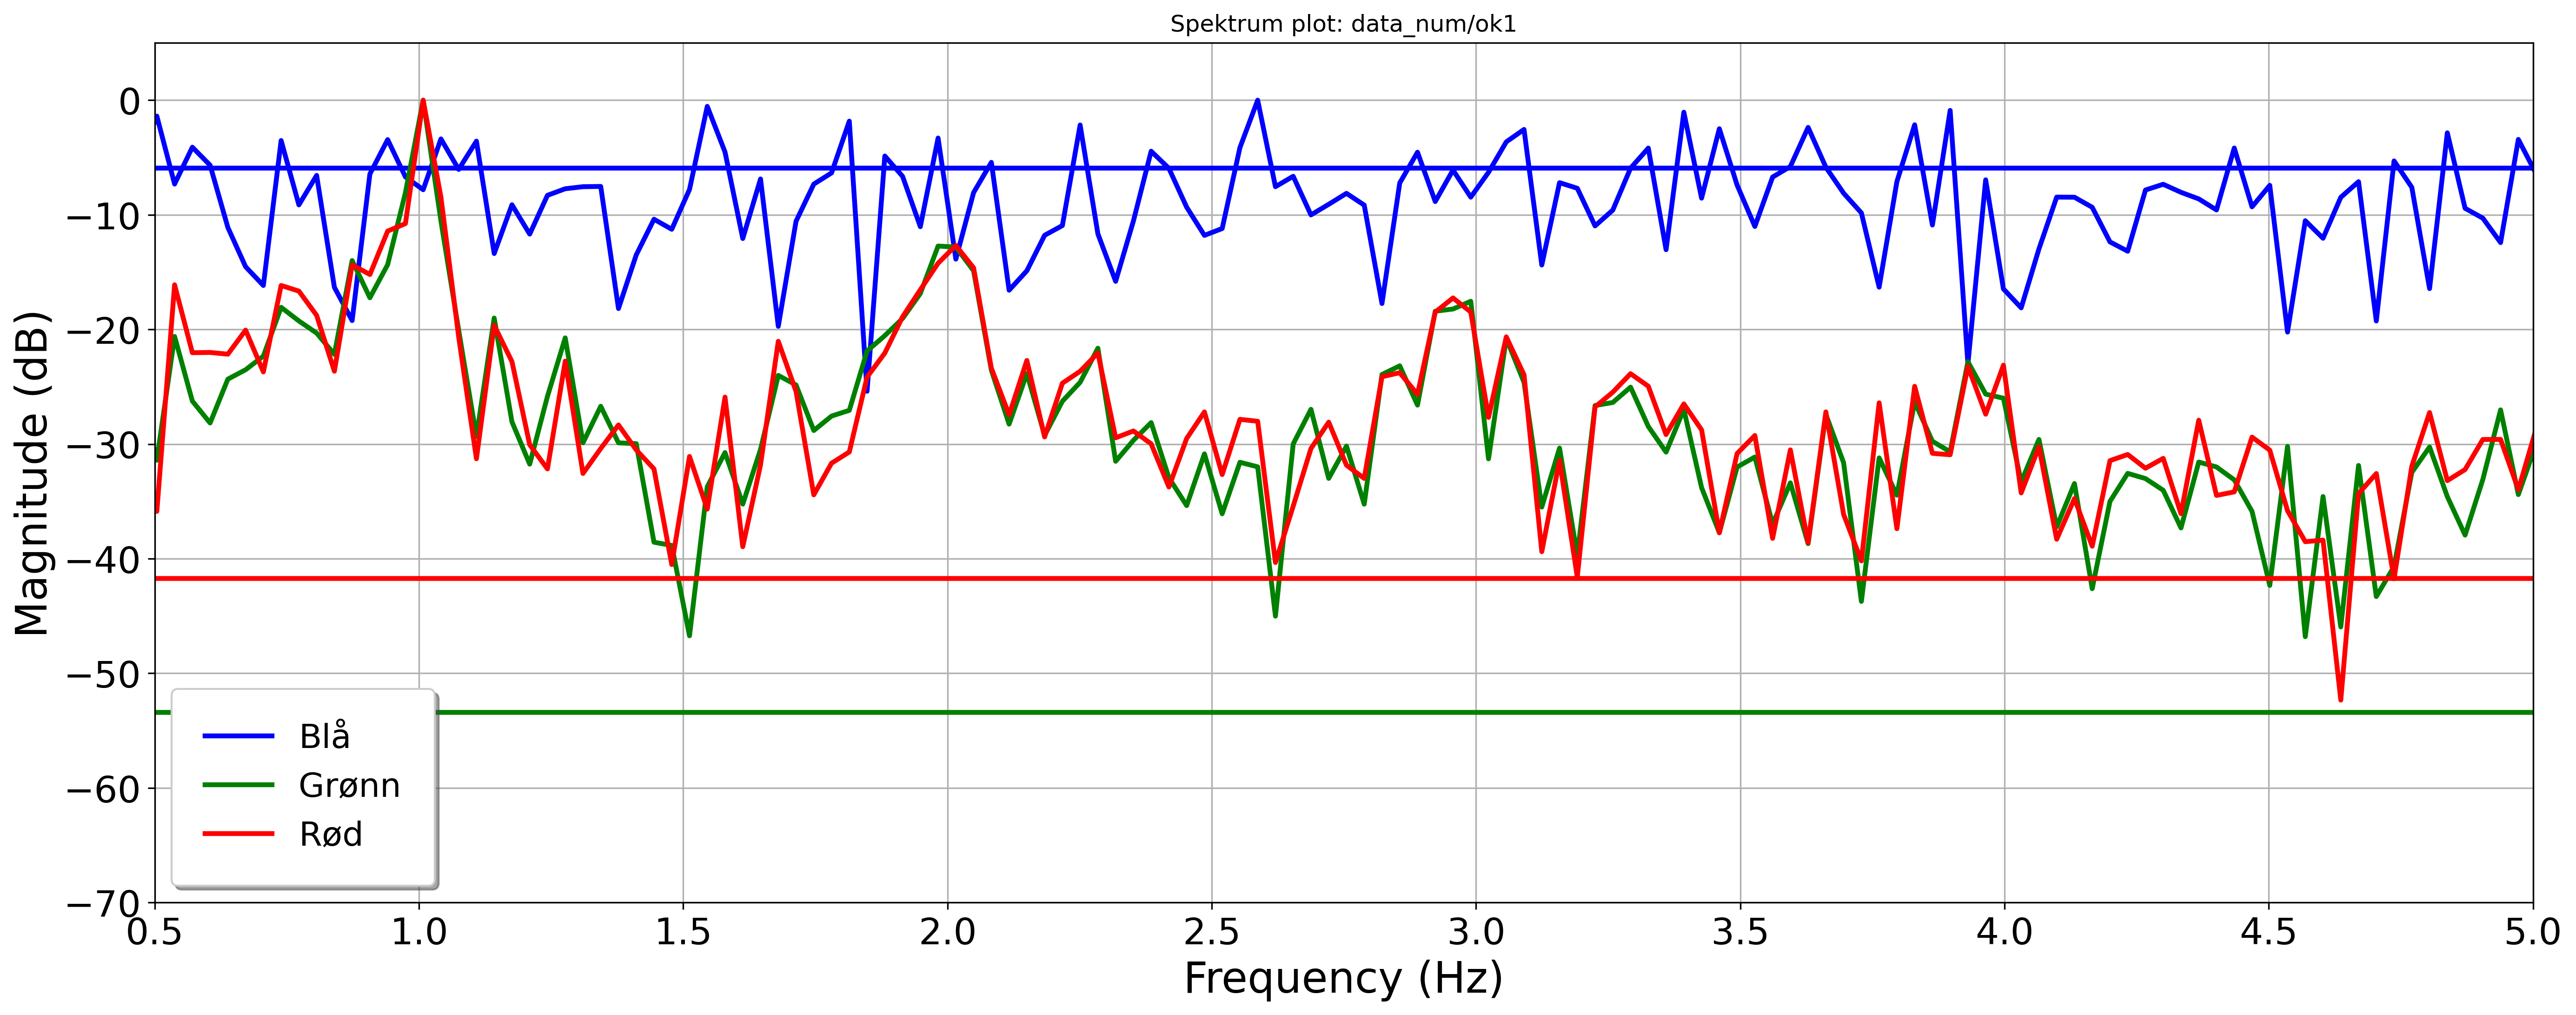 Spektrum plot: data_num/ok1
Magnitude (dB)
0
−10
−20
−30
−40
−50
−60
−70
Blå
Grønn
Rød
0.5 1.0 1.5 2.0 2.5 3.0 3.5 4.0 4.5 5.0
Frequency (Hz)